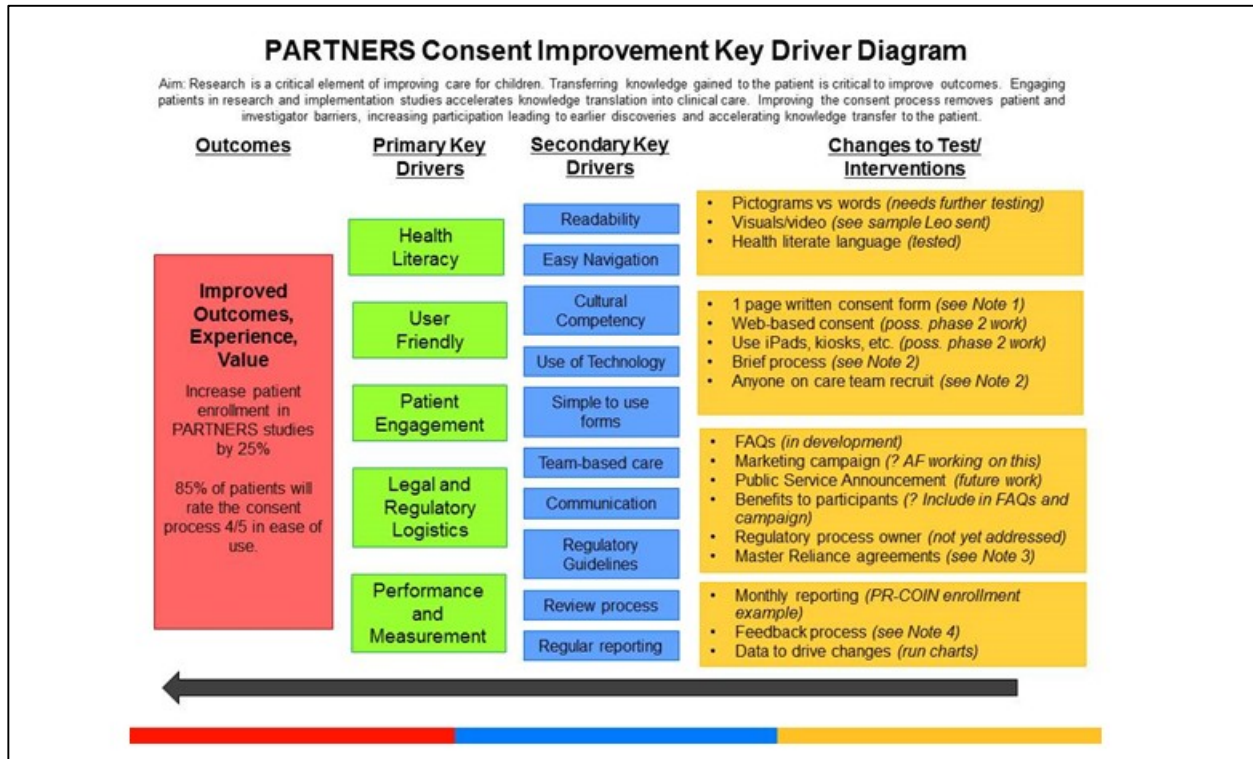 PARTNERS Consent Improvement Key Driver Diagram
Aim: Research is a critical element of improving care for children. Transferring knowledge gained to the patient is critical to improve outcomes. Engaging
patients in research and implementation studies accelerates knowledge translation into clinical care. Improving the consent process removes patient and
investigator barriers, increasing participation leading to earlier discoveries and accelerating knowledge transfer to the patient.
Outcomes
Improved
Outcomes,
Experience,
Value
Increase patient
enrollment in
PARTNERS studies
by 25%
85% of patients will
rate the consent
process 4/5 in ease of
use.
Primary Key
Drivers
Health
Literacy
User
Friendly
Patient
Engagement
Legal and
Regulatory
Logistics
Performance
and
Measurement
Secondary Key
Drivers
Readability
Easy Navigation
Cultural
Competency
Use of Technology
Simple to use
forms
Team-based care
Communication
Regulatory
Guidelines
Review process
Regular reporting
Changes to Test/
Interventions
• Pictograms vs words (needs further testing)
• Visuals/video (see sample Leo sent)
• Health literate language (tested)
• 1 page written consent form (see Note 1)
• Web-based consent (poss. phase 2 work)
• Use iPads, kiosks, etc. (poss. phase 2 work)
• Brief process (see Note 2)
• Anyone on care team recruit (see Note 2)
• FAQs (in development)
• Marketing campaign (? AF working on this)
• Public Service Announcement (future work)
• Benefits to participants (? Include in FAQs and
campaign)
• Regulatory process owner (not yet addressed)
• Master Reliance agreements (see Note 3)
• Monthly reporting (PR-COIN enrollment
example)
• Feedback process (see Note 4)
• Data to drive changes (run charts)